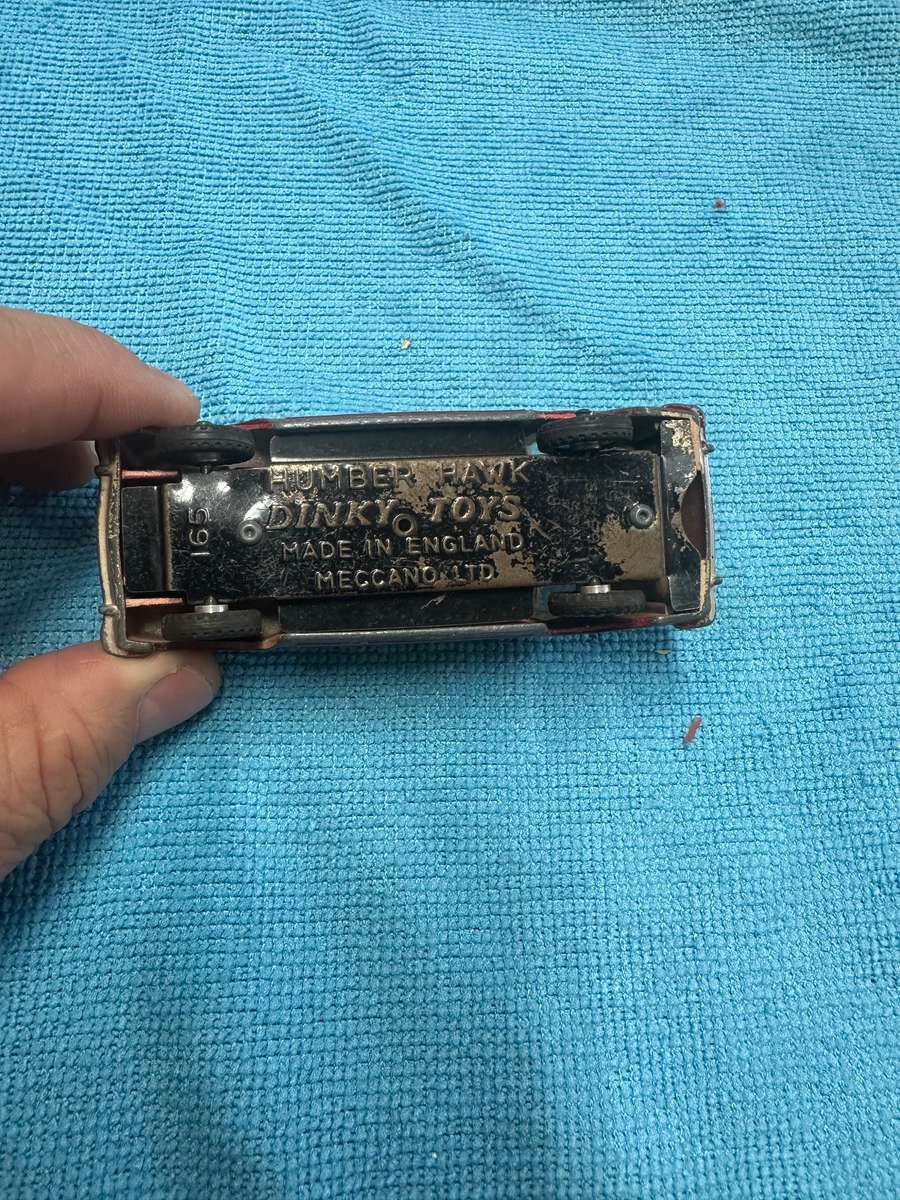 HUMBER HAWK
DINKY TOYS
MADE IN ENGLAND
MECCANO LTD
165